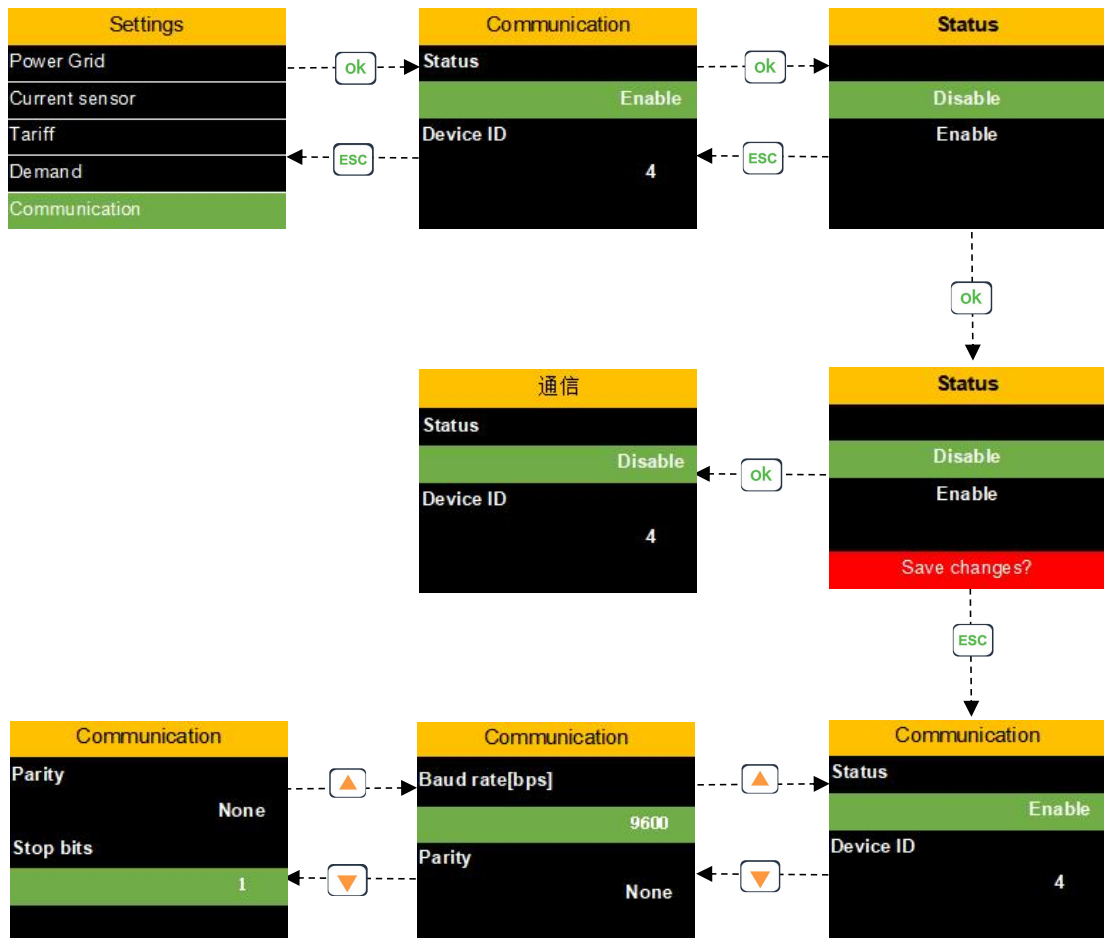 Settings
Power Grid
Current sensor
Tariff
Demand
Communication
ok
ESC
Communication
Status
Enable
Device ID
4
ok
ESC
Status
Disable
Enable
ok
通信
Status
Disable
Device ID
4
ok
Status
Disable
Enable
Save changes?
ESC
Communication
Parity
None
Stop bits
1
Communication
Baud rate[bps]
9600
Parity
None
Communication
Status
Enable
Device ID
4